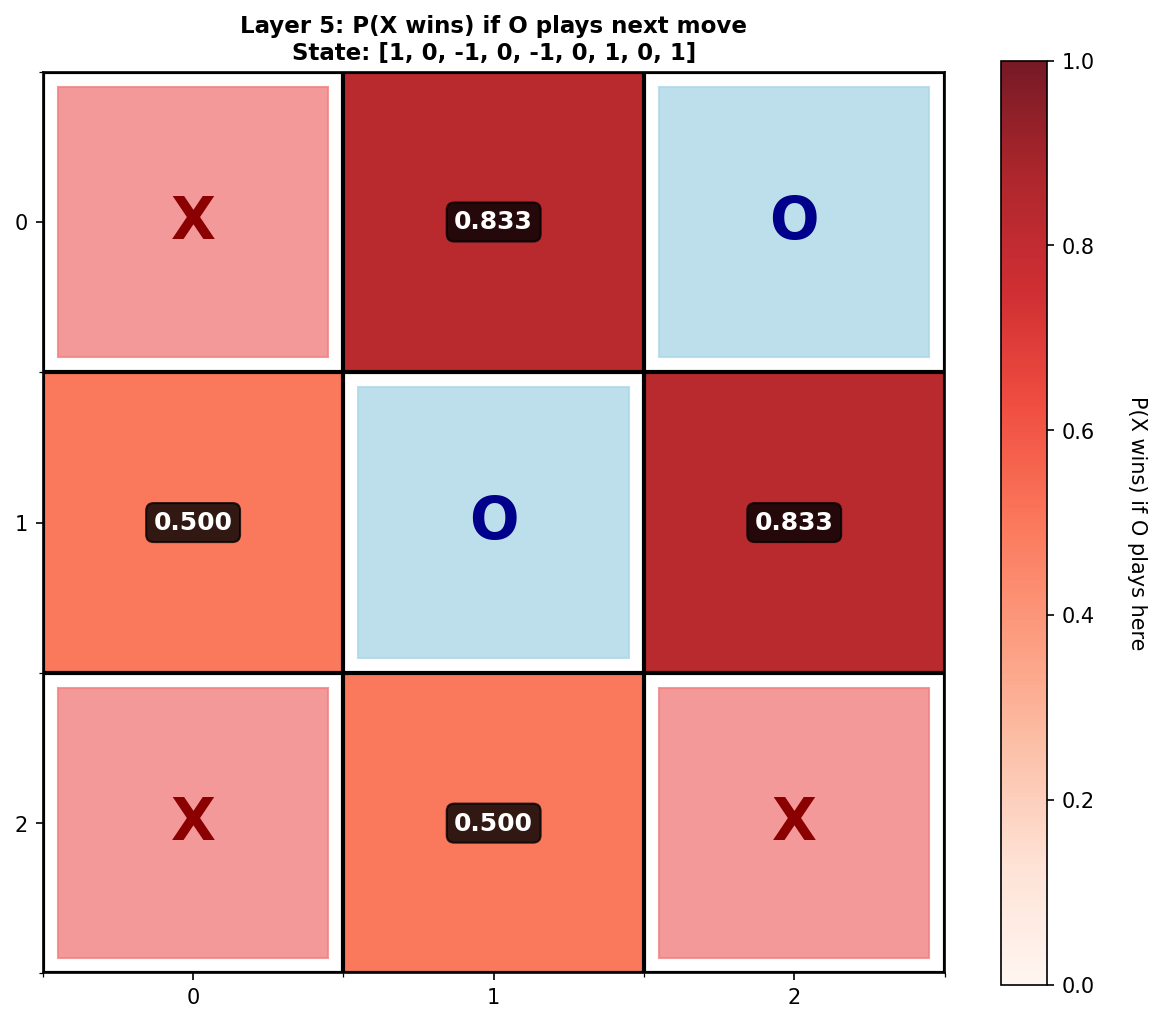 Layer 5: P(X wins) if O plays next move
State: [1, 0, -1, 0, -1, 0, 1, 0, 1]
0
X
0.833
O
1
0.500
O
0.833
2
X
0.500
X
0
1
2
1.0
0.8
0.6
0.4
0.2
0.0
P(X wins) if O plays here